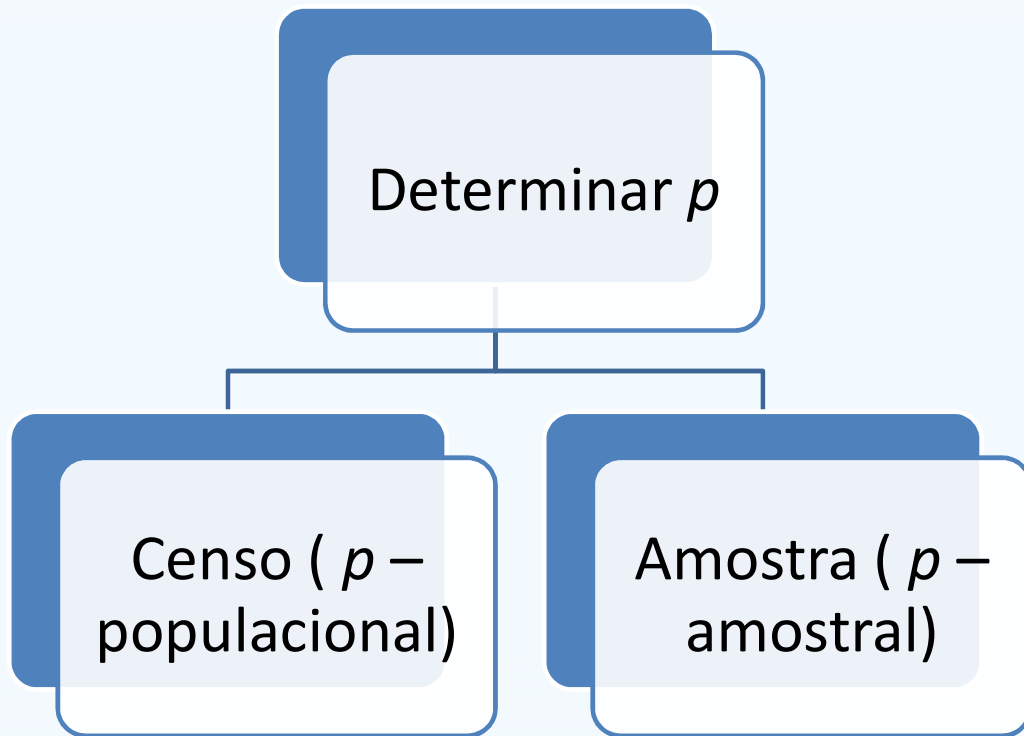 Determinar p
Censo ( p –
populacional)
Amostra ( p –
amostral)